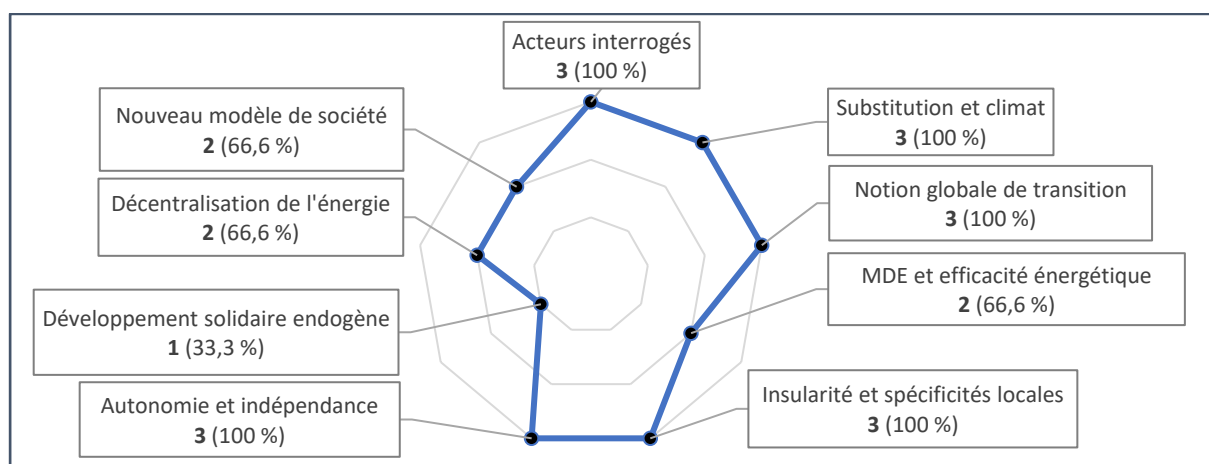 Acteurs interrogés
3 (100 %)
Substitution et climat
3 (100 %)
Notion globale de transition
3 (100 %)
MDE et efficacité énergétique
2 (66,6 %)
Insularité et spécificités locales
3 (100 %)
Autonomie et indépendance
3 (100 %)
Développement solidaire endogène
1 (33,3 %)
Décentralisation de l'énergie
2 (66,6 %)
Nouveau modèle de société
2 (66,6 %)